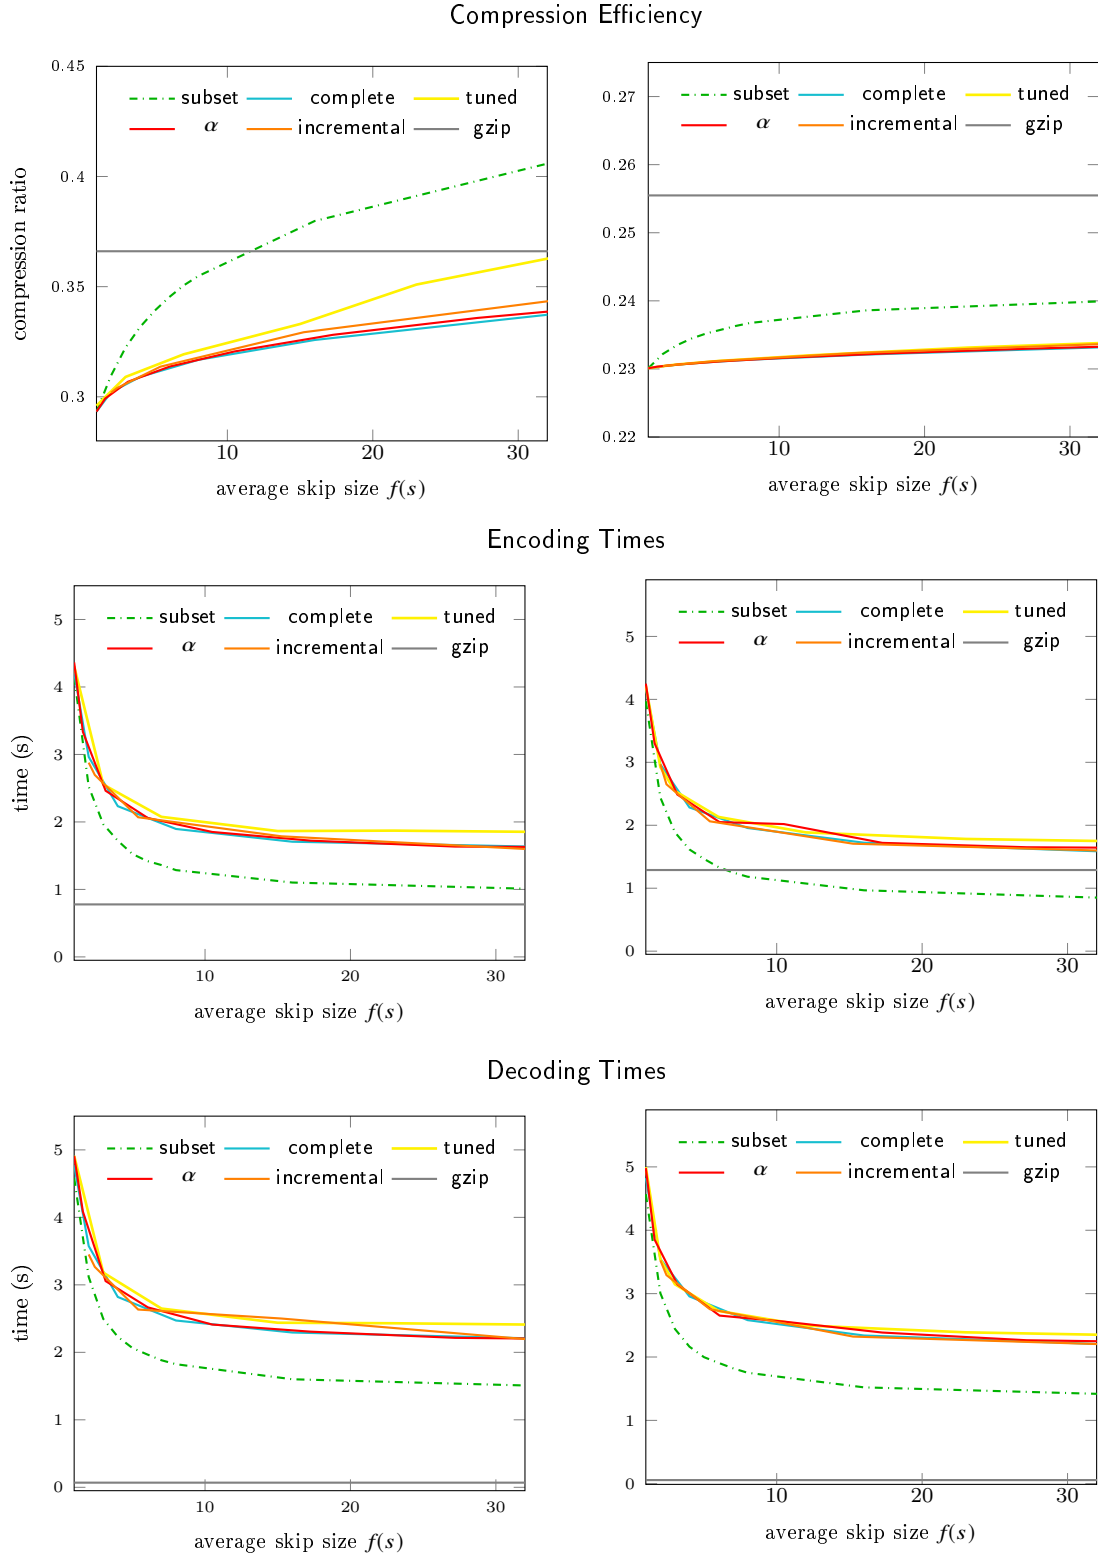 Compression Efficiency
0.45
0.4
0.35
0.3
compression ratio
subset complete tuned
α incremental gzip
10 20 30
average skip size f(s)
0.27
0.26
0.25
0.24
0.23
0.22
subset complete tuned
α incremental gzip
10 20 30
average skip size f(s)
Encoding Times
5
4
3
2
1
0
time (s)
subset complete tuned
α incremental gzip
10 20 30
average skip size f(s)
5
4
3
2
1
0
subset complete tuned
α incremental gzip
10 20 30
average skip size f(s)
Decoding Times
5
4
3
2
1
0
time (s)
subset complete tuned
α incremental gzip
10 20 30
average skip size f(s)
5
4
3
2
1
0
subset complete tuned
α incremental gzip
10 20 30
average skip size f(s)